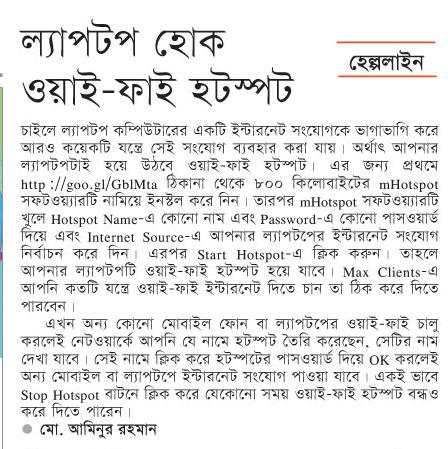 ল্যাপটপ হোক
ওয়াই-ফাই হটস্পট
হেল্পলাইন
চাইলে ল্যাপটপ কম্পিউটারের একটি ইন্টারনেট সংযোগকে ভাগাভাগি করে
আরও কয়েকটি যন্ত্রে সেই সংযোগ ব্যবহার করা যায়। অর্থাৎ আপনার
ল্যাপটপটাই হয়ে উঠবে ওয়াই-ফাই হটস্পট। এর জন্য প্রথমে
http://goo.gl/GblMta ঠিকানা থেকে ৮০০ কিলোবাইটের mHotspot
সফটওয়্যারটি নামিয়ে ইনস্টল করে নিন। তারপর mHotspot সফটওয়্যারটি
খুলে Hotspot Name-এ কোনো নাম এবং Password-এ কোনো পাসওয়ার্ড
দিয়ে এবং Internet Source-এ আপনার ল্যাপটপের ইন্টারনেট সংযোগ
নির্বাচন করে দিন। এরপর Start Hotspot-এ ক্লিক করুন। তাহলে
আপনার ল্যাপটপটি ওয়াই-ফাই হটস্পট হয়ে যাবে। Max Clients-এ
আপনি কতটি যন্ত্রে ওয়াই-ফাই ইন্টারনেট দিতে চান তা ঠিক করে দিতে
পারবেন।
এখন অন্য কোনো মোবাইল ফোন বা ল্যাপটপের ওয়াই-ফাই চালু
করলেই নেটওয়ার্কে আপনি যে নামে হটস্পট তৈরি করেছেন, সেটির নাম
দেখা যাবে। সেই নামে ক্লিক করে হটস্পটের পাসওয়ার্ড দিয়ে OK করলেই
অন্য মোবাইল বা ল্যাপটপে ইন্টারনেট সংযোগ পাওয়া যাবে। একই ভাবে
Stop Hotspot বাটনে ক্লিক করে যেকোনো সময় ওয়াই-ফাই হটস্পট বন্ধও
করে দিতে পারেন।
● মো. আমিনুর রহমান